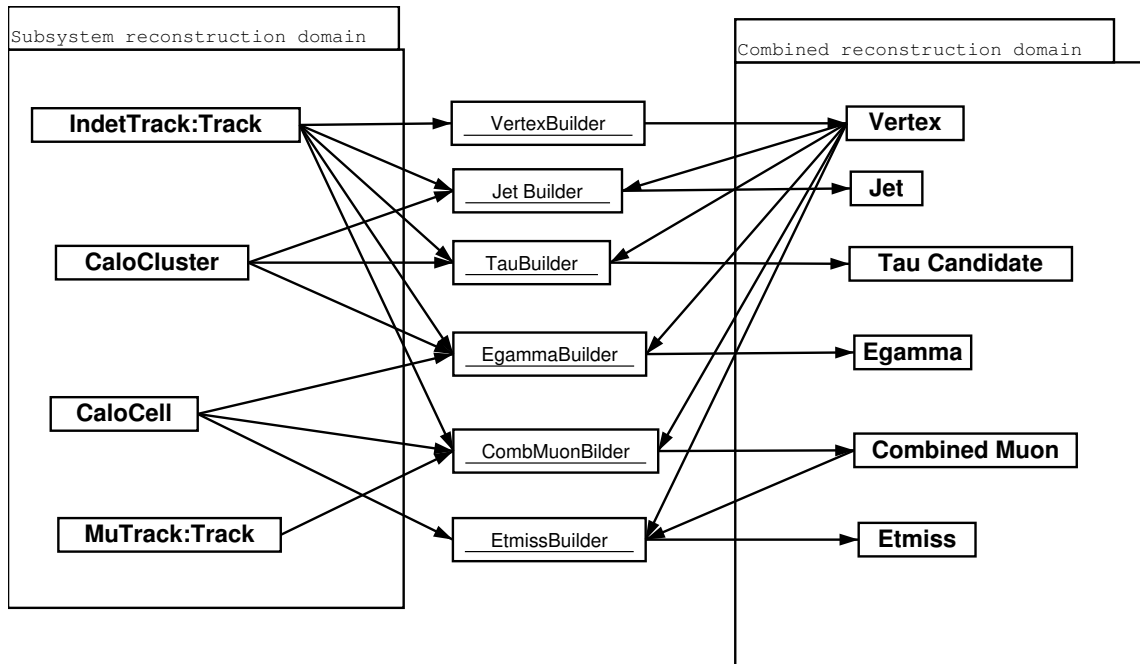 Subsystem reconstruction domain
Combined reconstruction domain
IndetTrack:Track
VertexBuilder
Vertex
Jet Builder
Jet
CaloCluster
TauBuilder
Tau Candidate
EgammaBuilder
Egamma
CaloCell
CombMuonBilder
Combined Muon
MuTrack:Track
EtmissBuilder
Etmiss